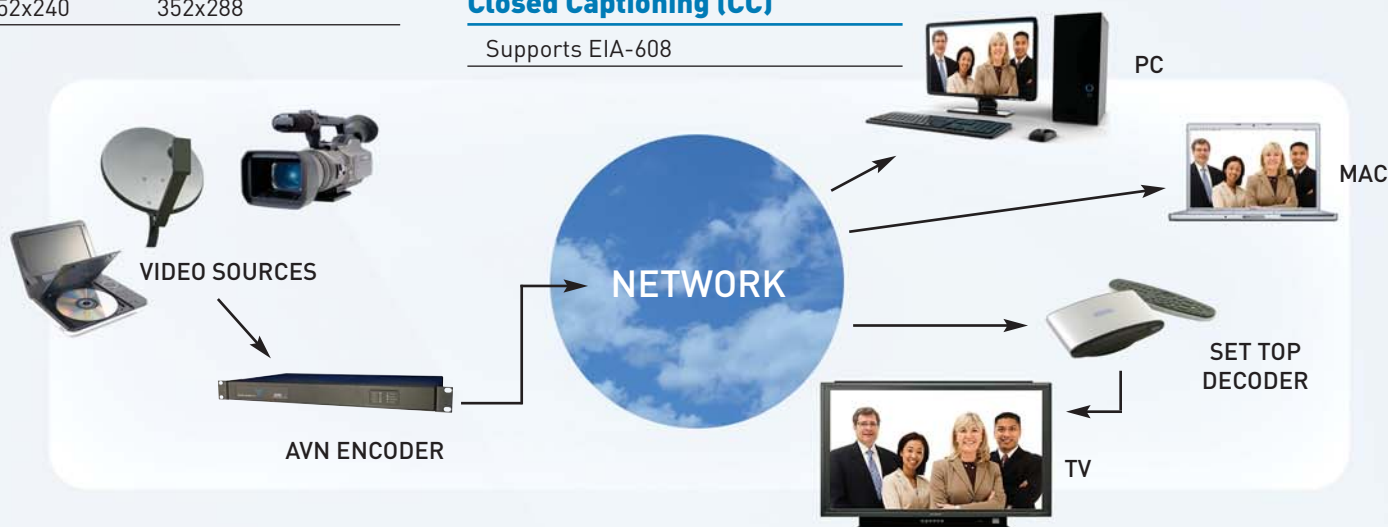 352x288
Closed Captioning (CC)
Supports EIA-608
PC
MAC
VIDEO SOURCES
NETWORK
SET TOP
DECODER
AVN ENCODER
TV